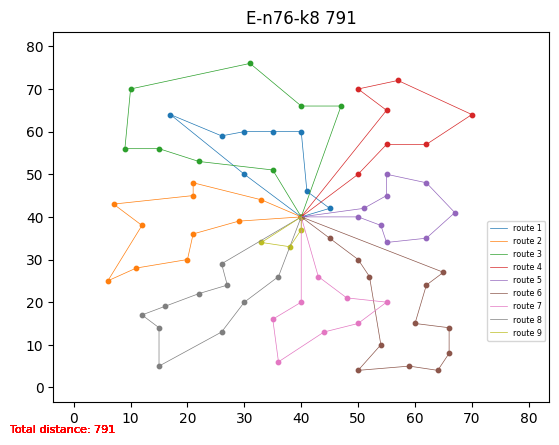 E-n76-k8 791
80
70
60
50
40
30
20
10
0
route 1
route 2
route 3
route 4
route 5
route 6
route 7
route 8
route 9
0 10 20 30 40 50 60 70 80
Total distance: 791